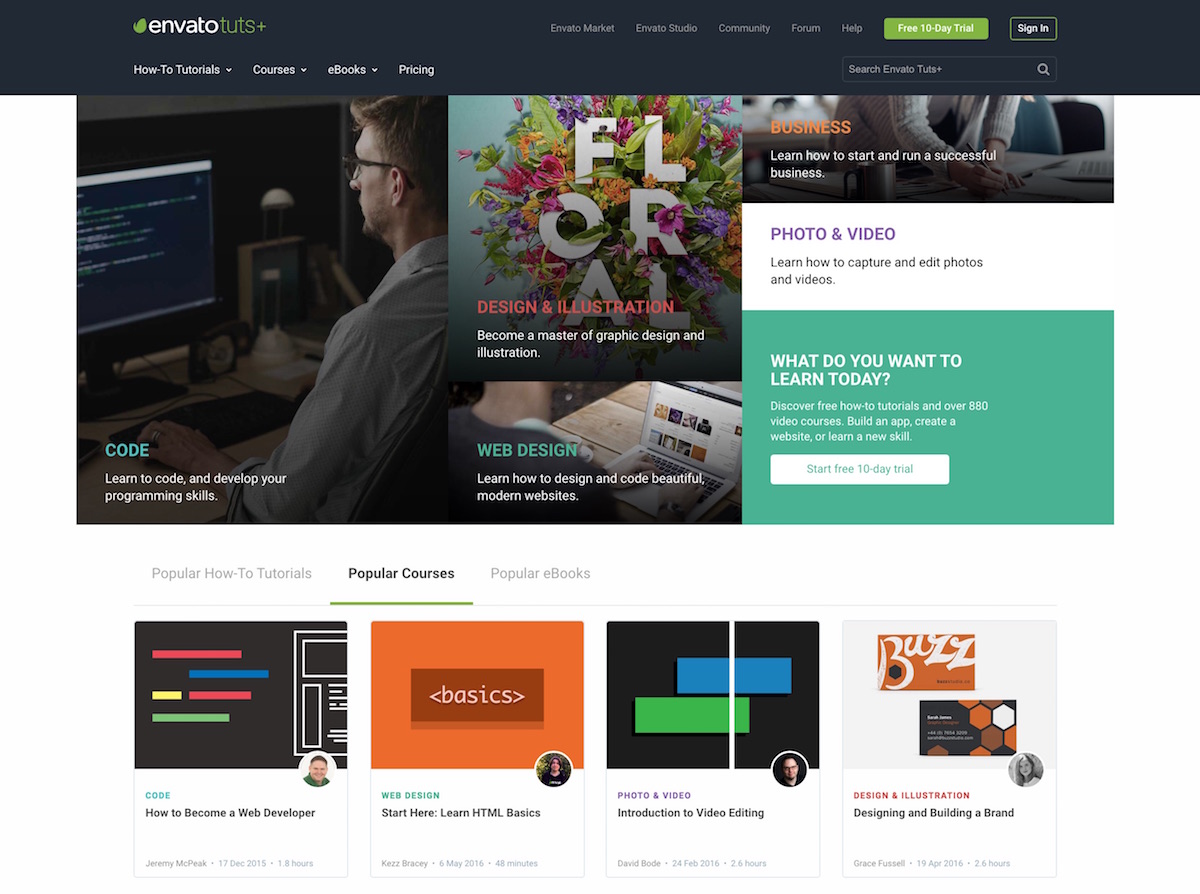 envatotuts+
Envato Market
Envato Studio
Community
Forum
Help
Free 10-Day Trial
Sign In
How-To Tutorials
Courses
eBooks
Pricing
Search Envato Tuts+
CODE
Learn to code, and develop your
programming skills.
FL
OR
AL
DESIGN & ILLUSTRATION
Become a master of graphic design and
illustration.
WEB DESIGN
Learn how to design and code beautiful,
modern websites.
BUSINESS
Learn how to start and run a successful
business.
PHOTO & VIDEO
Learn how to capture and edit photos
and videos.
WHAT DO YOU WANT TO
LEARN TODAY?
Discover free how-to tutorials and over 880
video courses. Build an app, create a
website, or learn a new skill.
Start free 10-day trial
Popular How-To Tutorials
Popular Courses
Popular eBooks
CODE
How to Become a Web Developer
Jeremy McPeak • 17 Dec 2015 • 1.8 hours
<basics>
WEB DESIGN
Start Here: Learn HTML Basics
Kezz Bracey • 6 May 2016 • 48 minutes
PHOTO & VIDEO
Introduction to Video Editing
David Bode • 24 Feb 2016 • 2.6 hours
Buzz
Sarah Jones
Graphic Designer
DESIGN & ILLUSTRATION
Designing and Building a Brand
Grace Fussell • 19 Apr 2016 • 2.6 hours